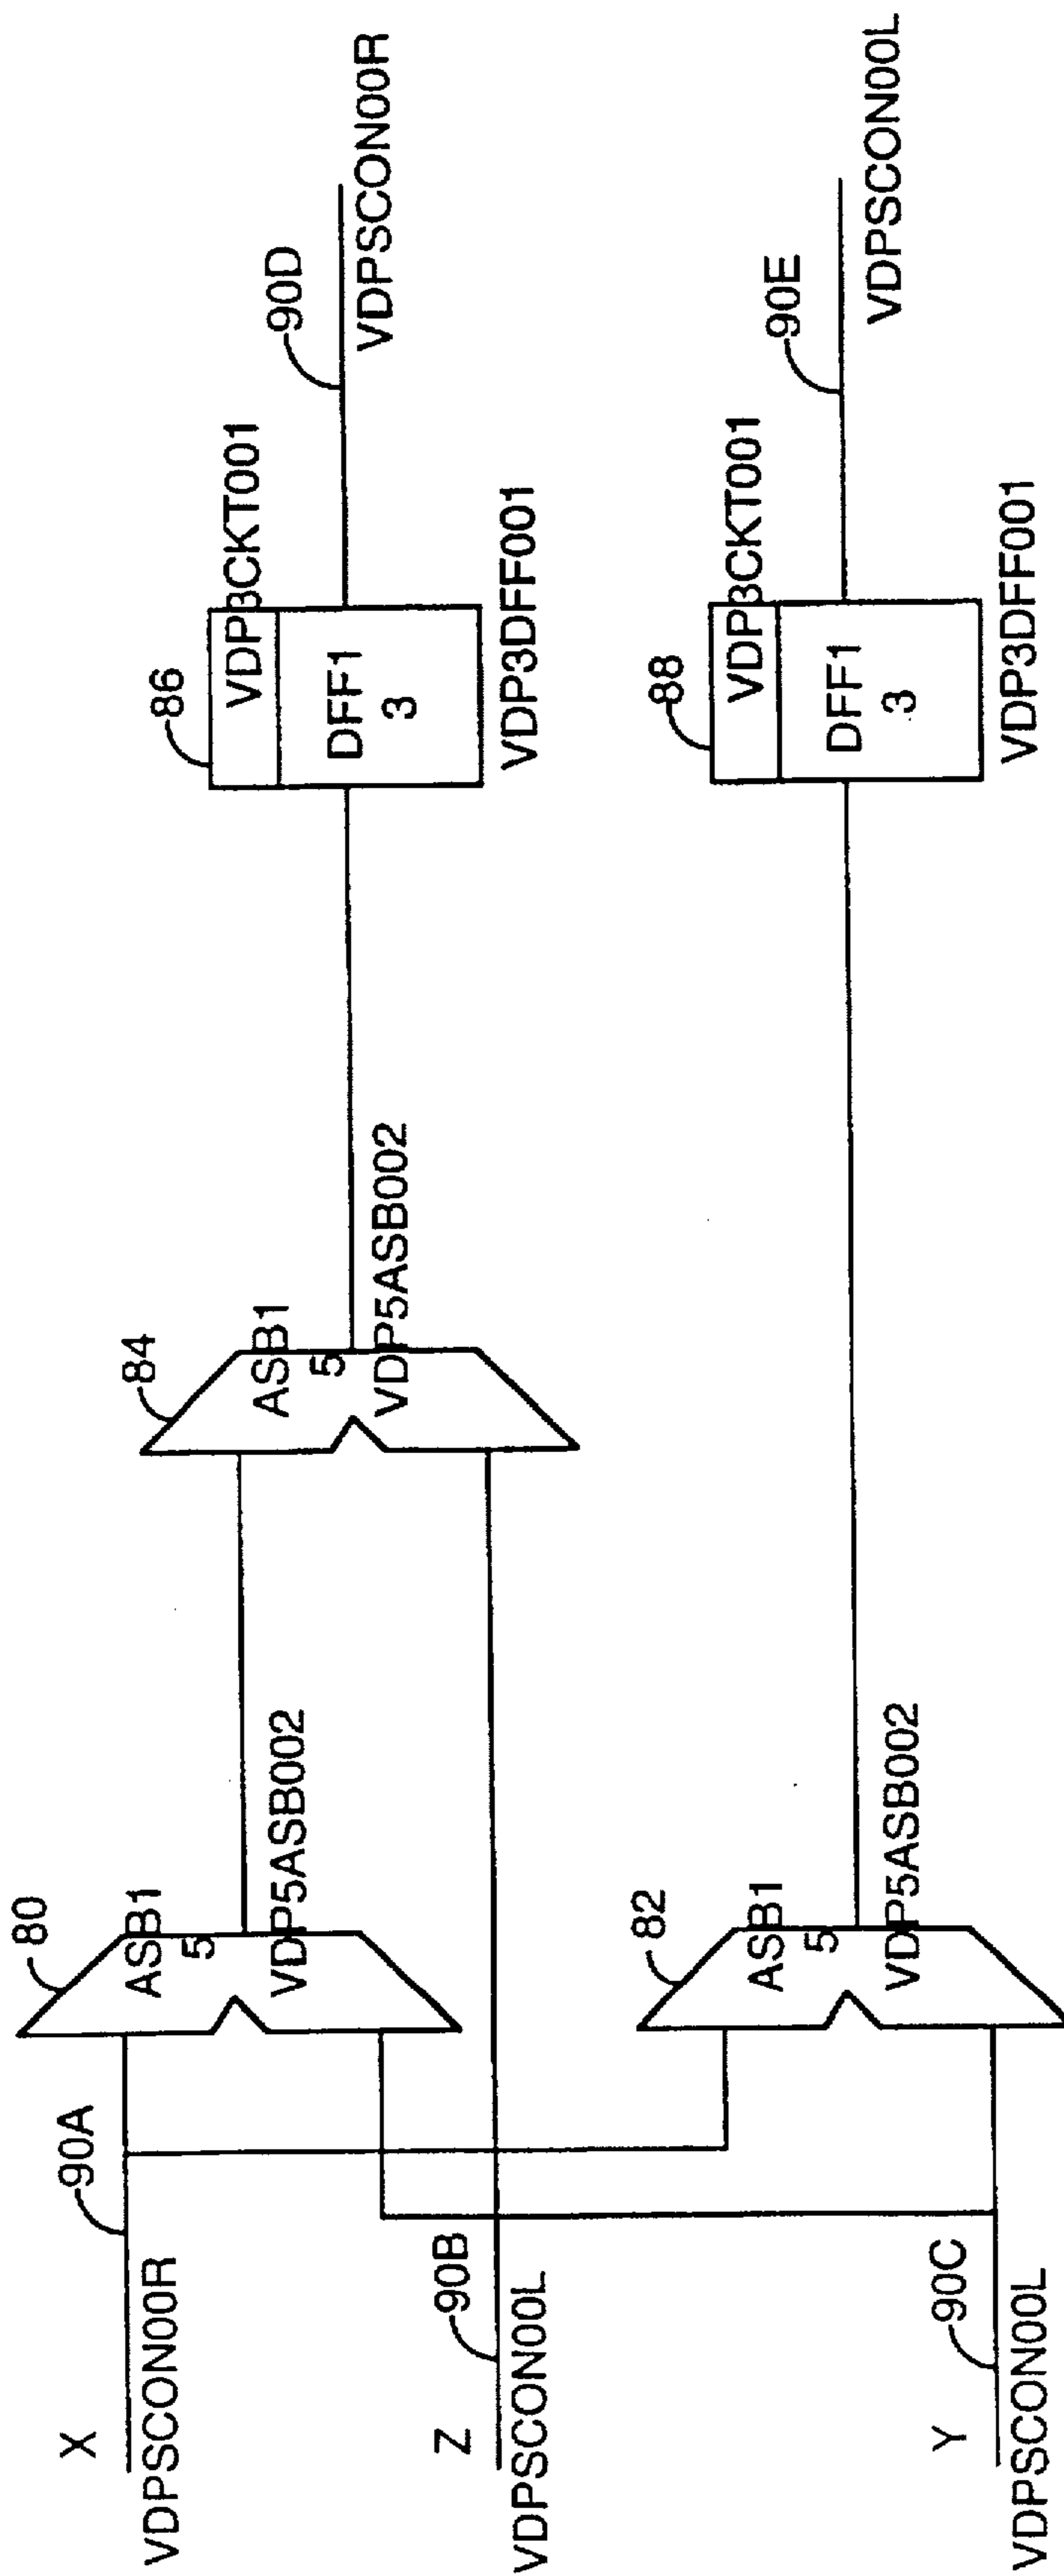 X
90A
VDPSCON00R
80
ASB1
5
VDP5ASB002
84
ASB1
5
VDP5ASB002
86
VDP3CKT001
DFF1
3
VDP3DFF001
90D
VDPSCON00R
Z
90B
VDPSCON00L
Y
90C
VDPSCON00L
82
ASB1
5
VDP5ASB002
88
VDP3CKT001
DFF1
3
VDP3DFF001
90E
VDPSCON00L